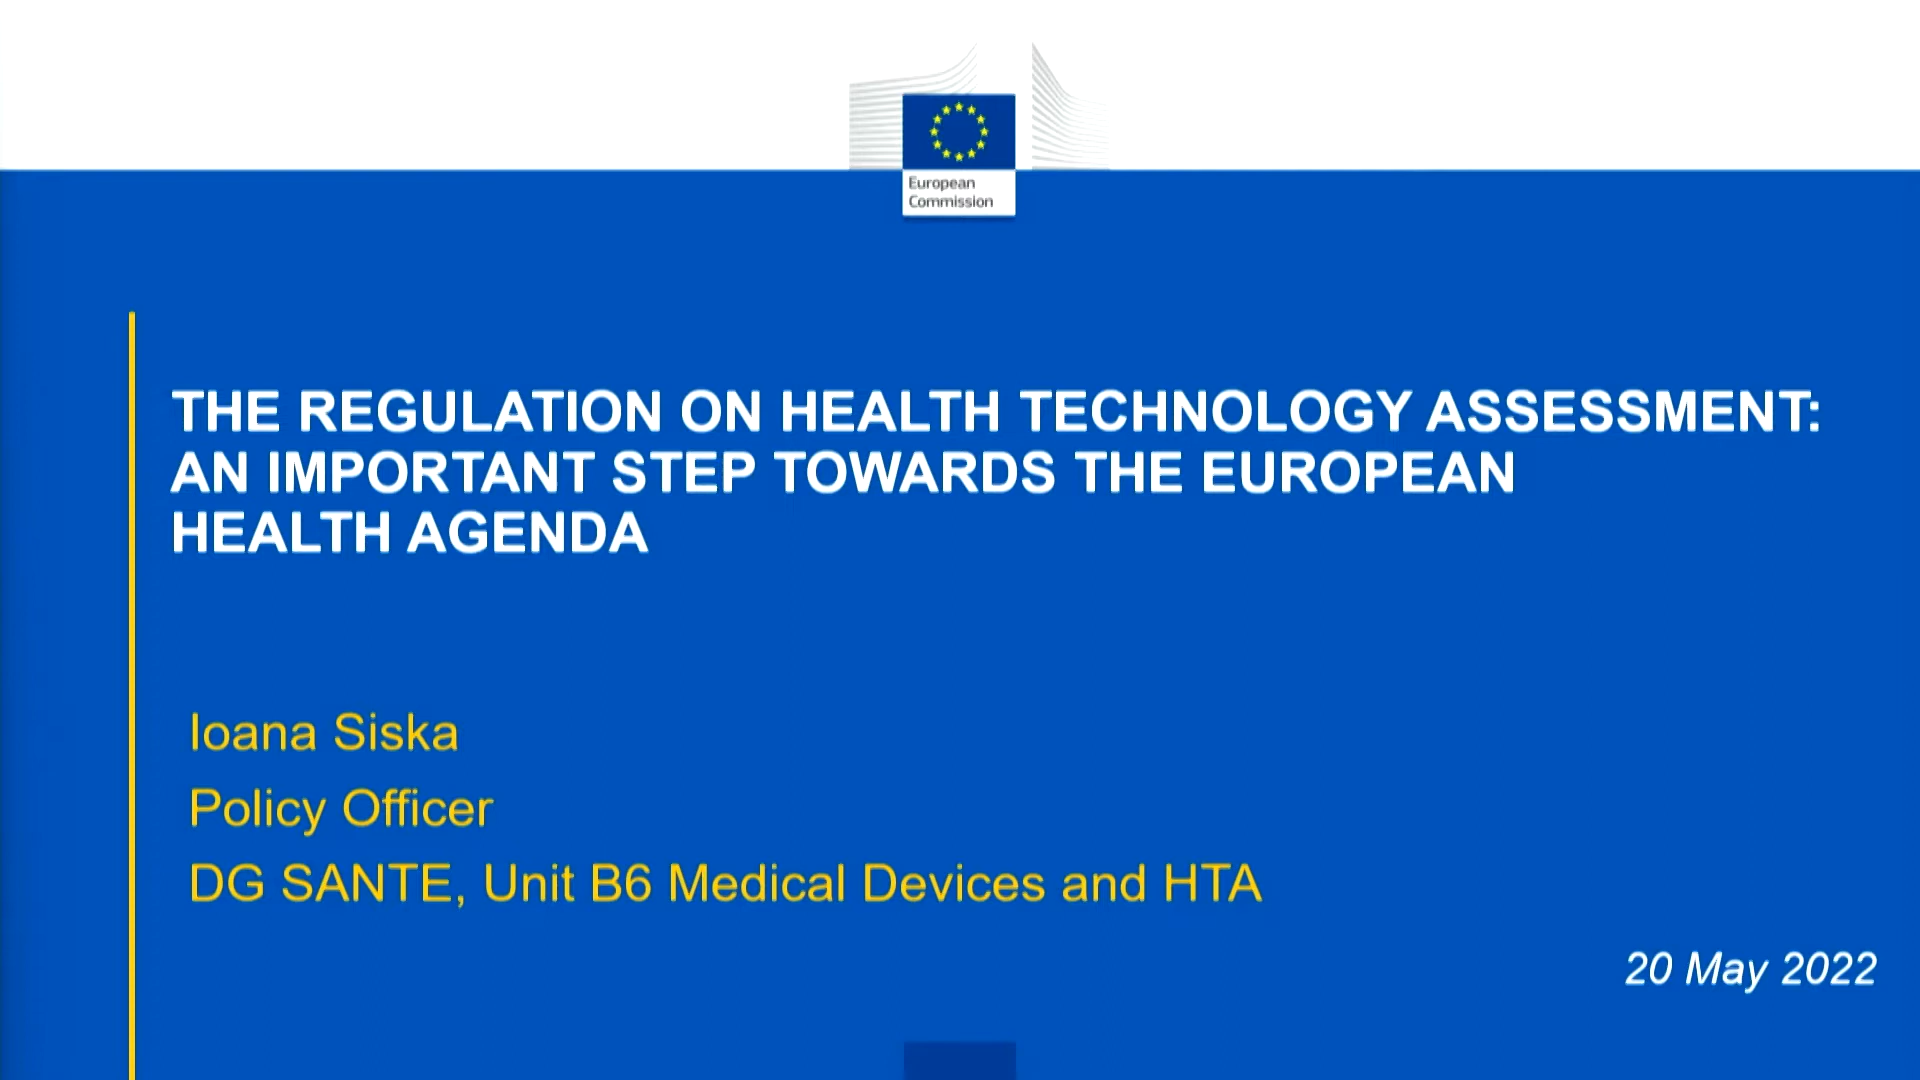 European
Commission
THE REGULATION ON HEALTH TECHNOLOGY ASSESSMENT:
AN IMPORTANT STEP TOWARDS THE EUROPEAN
HEALTH AGENDA
Ioana Siska
Policy Officer
DG SANTE, Unit B6 Medical Devices and HTA
20 May 2022